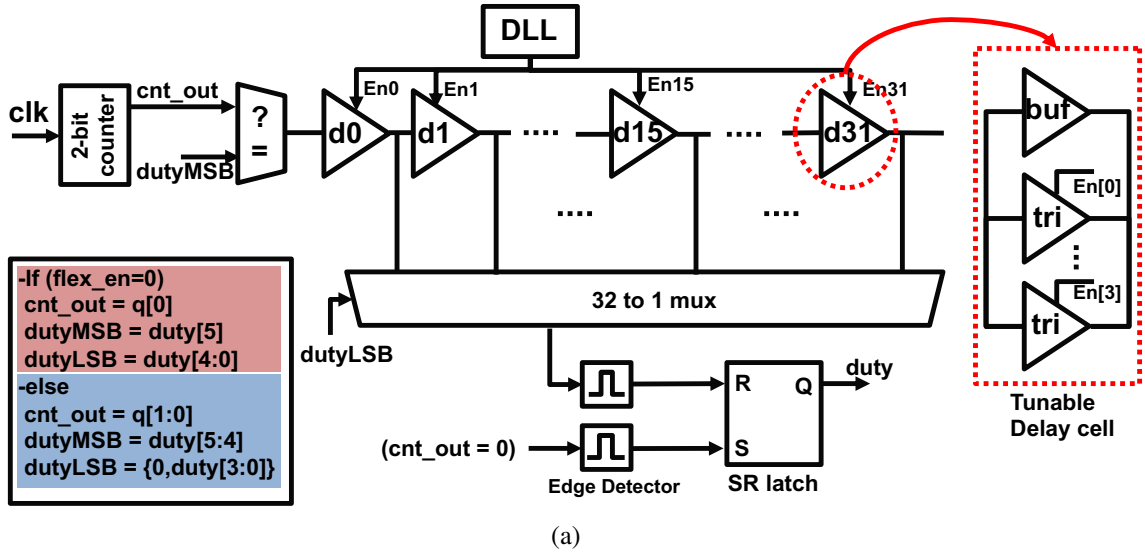 DLL
En0
En1
En15
En31
clk
2-bit
counter
cnt_out
dutyMSB
?
=
d0
d1
....
d15
....
d31
....
....
buf
tri
En[0]
tri
En[3]
Tunable
Delay cell
32 to 1 mux
dutyLSB
-If (flex_en=0)
cnt_out = q[0]
dutyMSB = duty[5]
dutyLSB = duty[4:0]
-else
cnt_out = q[1:0]
dutyMSB = duty[5:4]
dutyLSB = {0,duty[3:0]}
R
Q
S
duty
(cnt_out = 0)
Edge Detector
SR latch
(a)